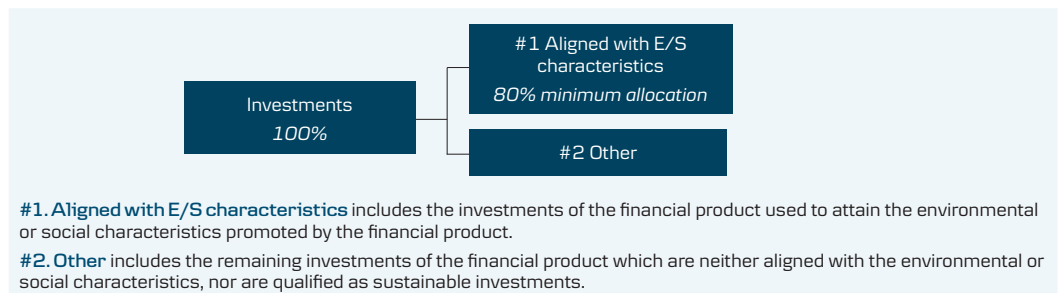 #1 Aligned with E/S
characteristics
80% minimum allocation
Investments
100%
#2 Other
#1. Aligned with E/S characteristics includes the investments of the financial product used to attain the environmental
or social characteristics promoted by the financial product.
#2. Other includes the remaining investments of the financial product which are neither aligned with the environmental or
social characteristics, nor are qualified as sustainable investments.